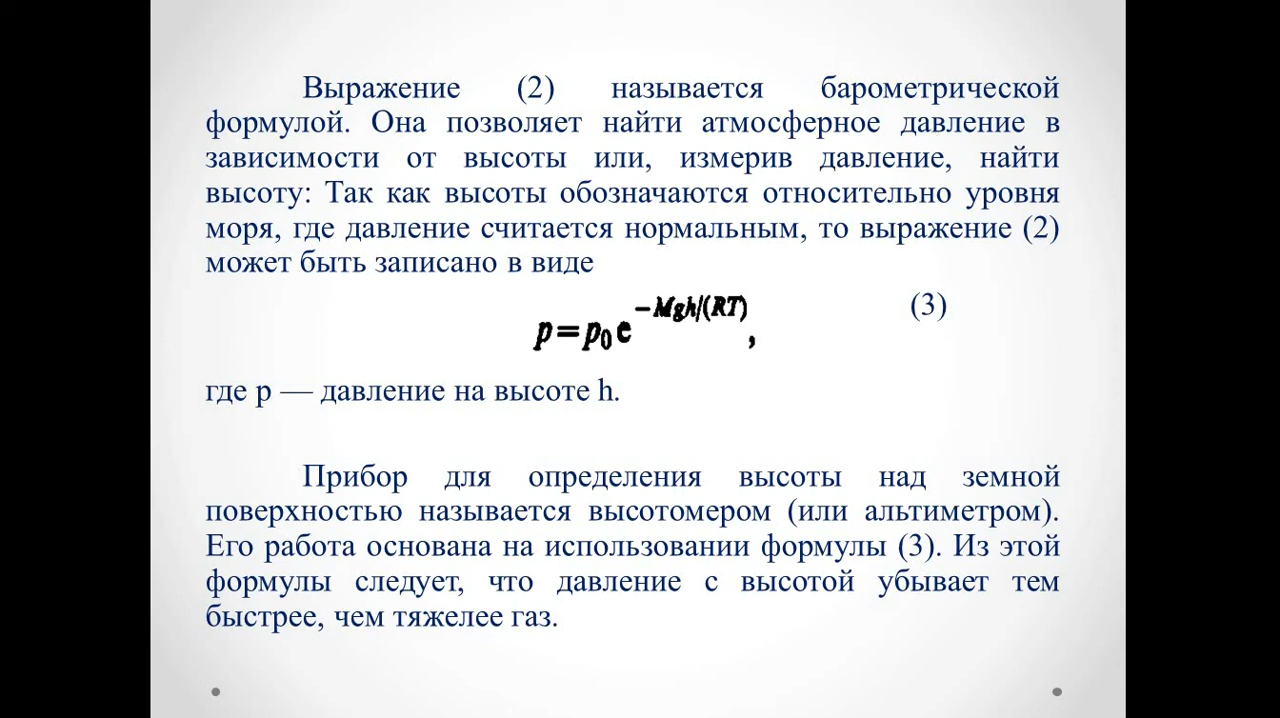 Выражение (2) называется барометрической
формулой. Она позволяет найти атмосферное давление в
зависимости от высоты или, измерив давление, найти
высоту: Так как высоты обозначаются относительно уровня
моря, где давление считается нормальным, то выражение (2)
может быть записано в виде
p = p₀ e^{−Mgh/(RT)}, (3)
где p — давление на высоте h.
Прибор для определения высоты над земной
поверхностью называется высотомером (или альтиметром).
Его работа основана на использовании формулы (3). Из этой
формулы следует, что давление с высотой убывает тем
быстрее, чем тяжелее газ.